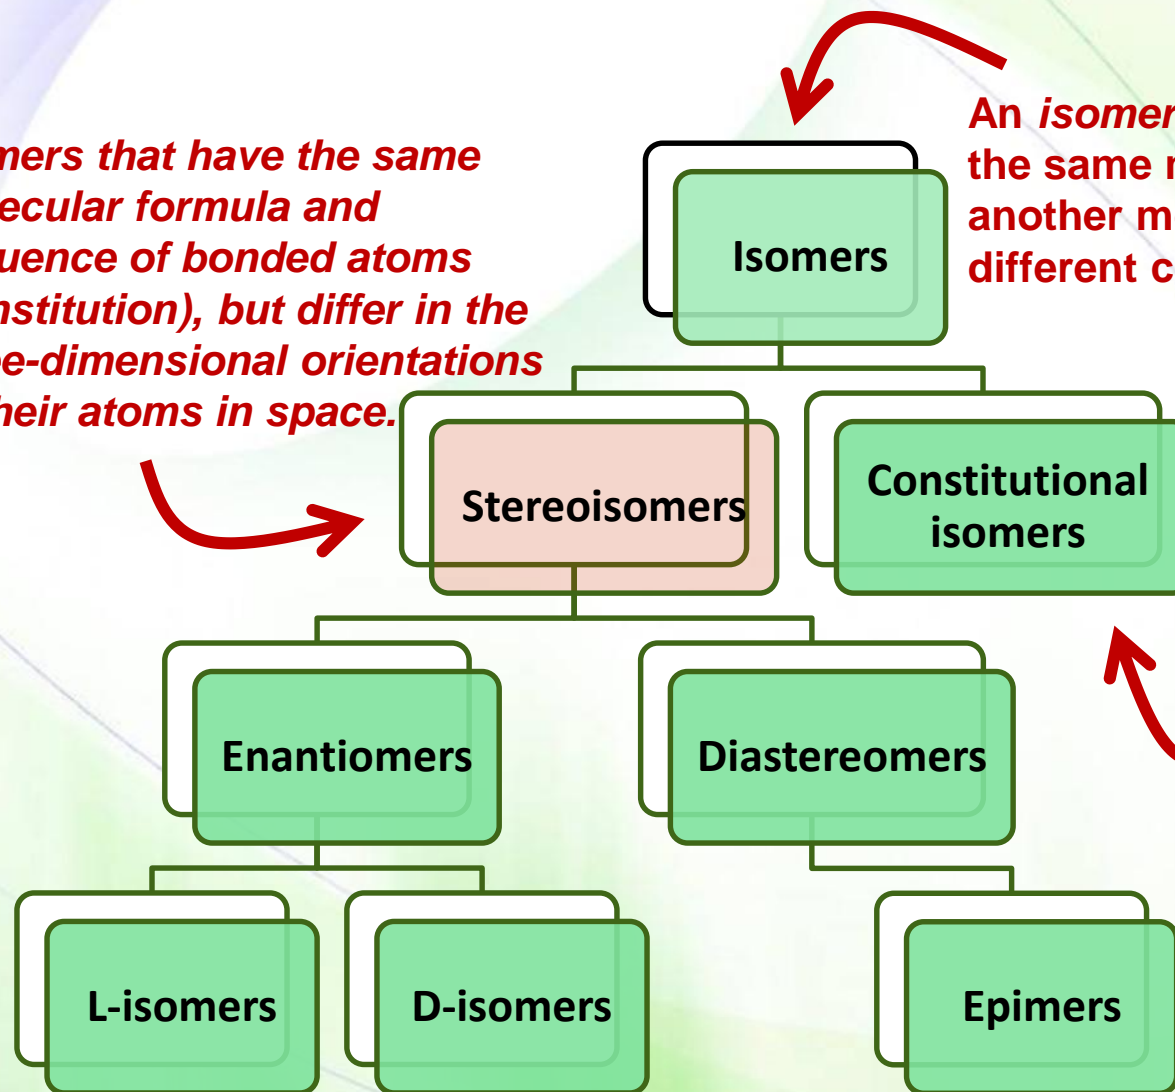 mers that have the same
ecular formula and
uence of bonded atoms
nstitution), but differ in the
e-dimensional orientations
heir atoms in space.
An isomer
the same
another
different
Isomers
Stereoisomers
Constitutional
isomers
Enantiomers
Diastereomers
L-isomers
D-isomers
Epimers